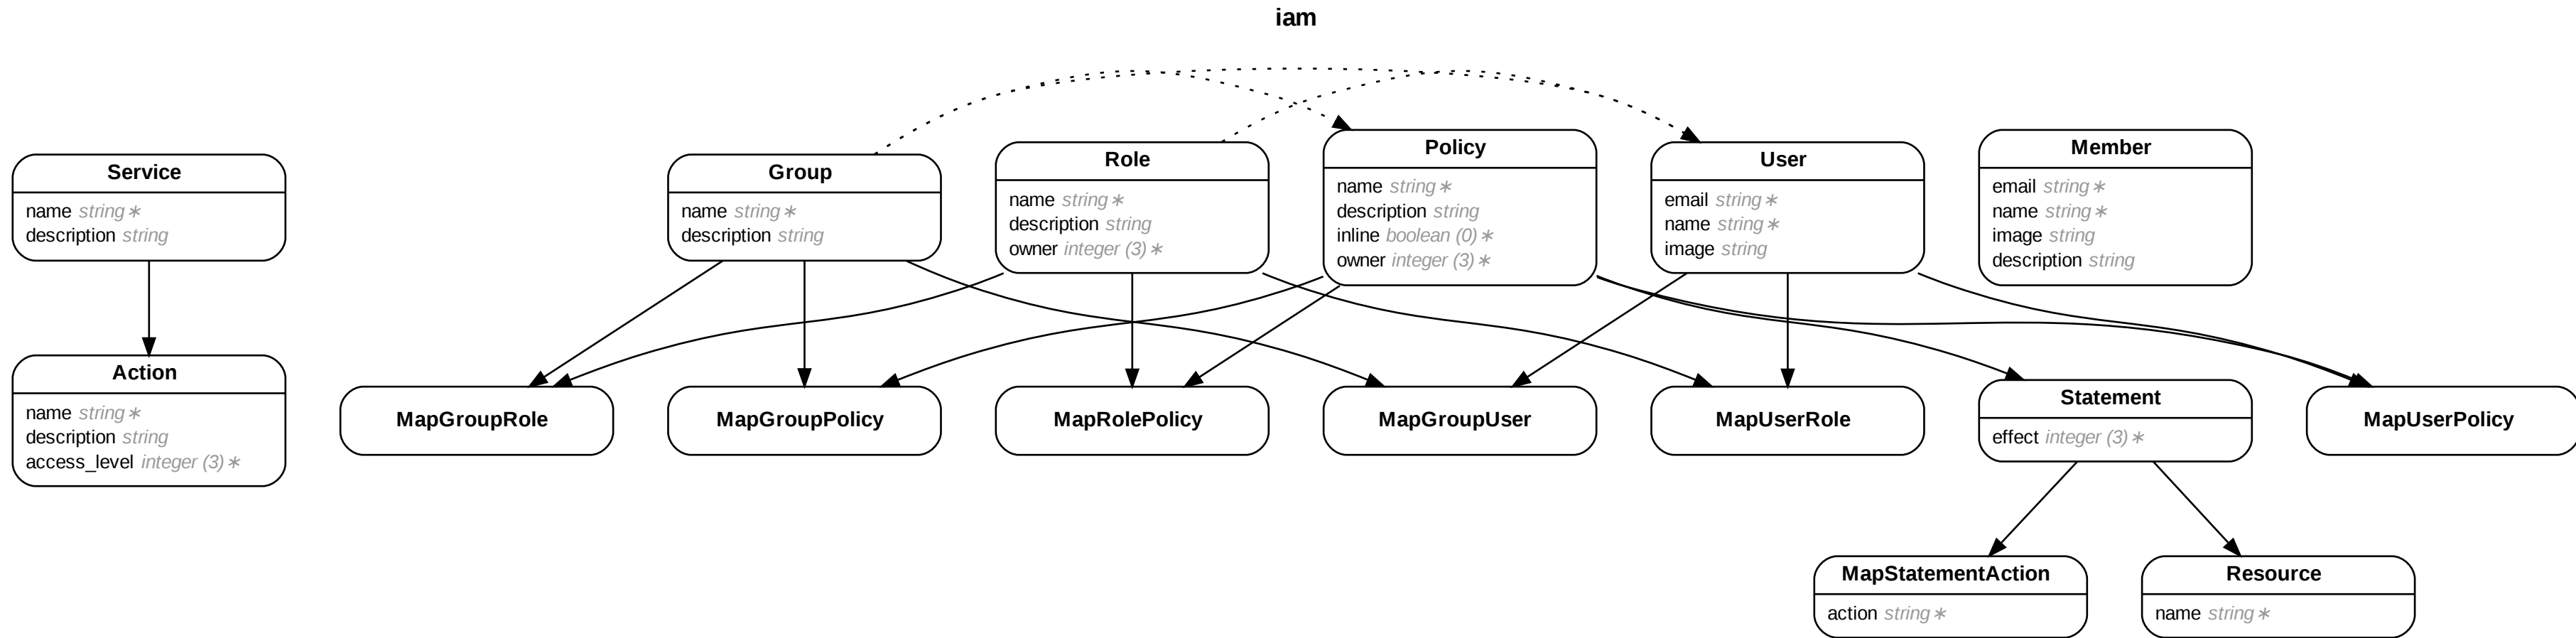 iam
Service
name string∗
description string
Group
name string∗
description string
Role
name string∗
description string
owner integer (3)∗
Policy
name string∗
description string
inline boolean (0)∗
owner integer (3)∗
User
email string∗
name string∗
image string
Member
email string∗
name string∗
image string
description string
Action
name string∗
description string
access_level integer (3)∗
MapGroupRole
MapGroupPolicy
MapRolePolicy
MapGroupUser
MapUserRole
Statement
effect integer (3)∗
MapUserPolicy
MapStatementAction
action string∗
Resource
name string∗